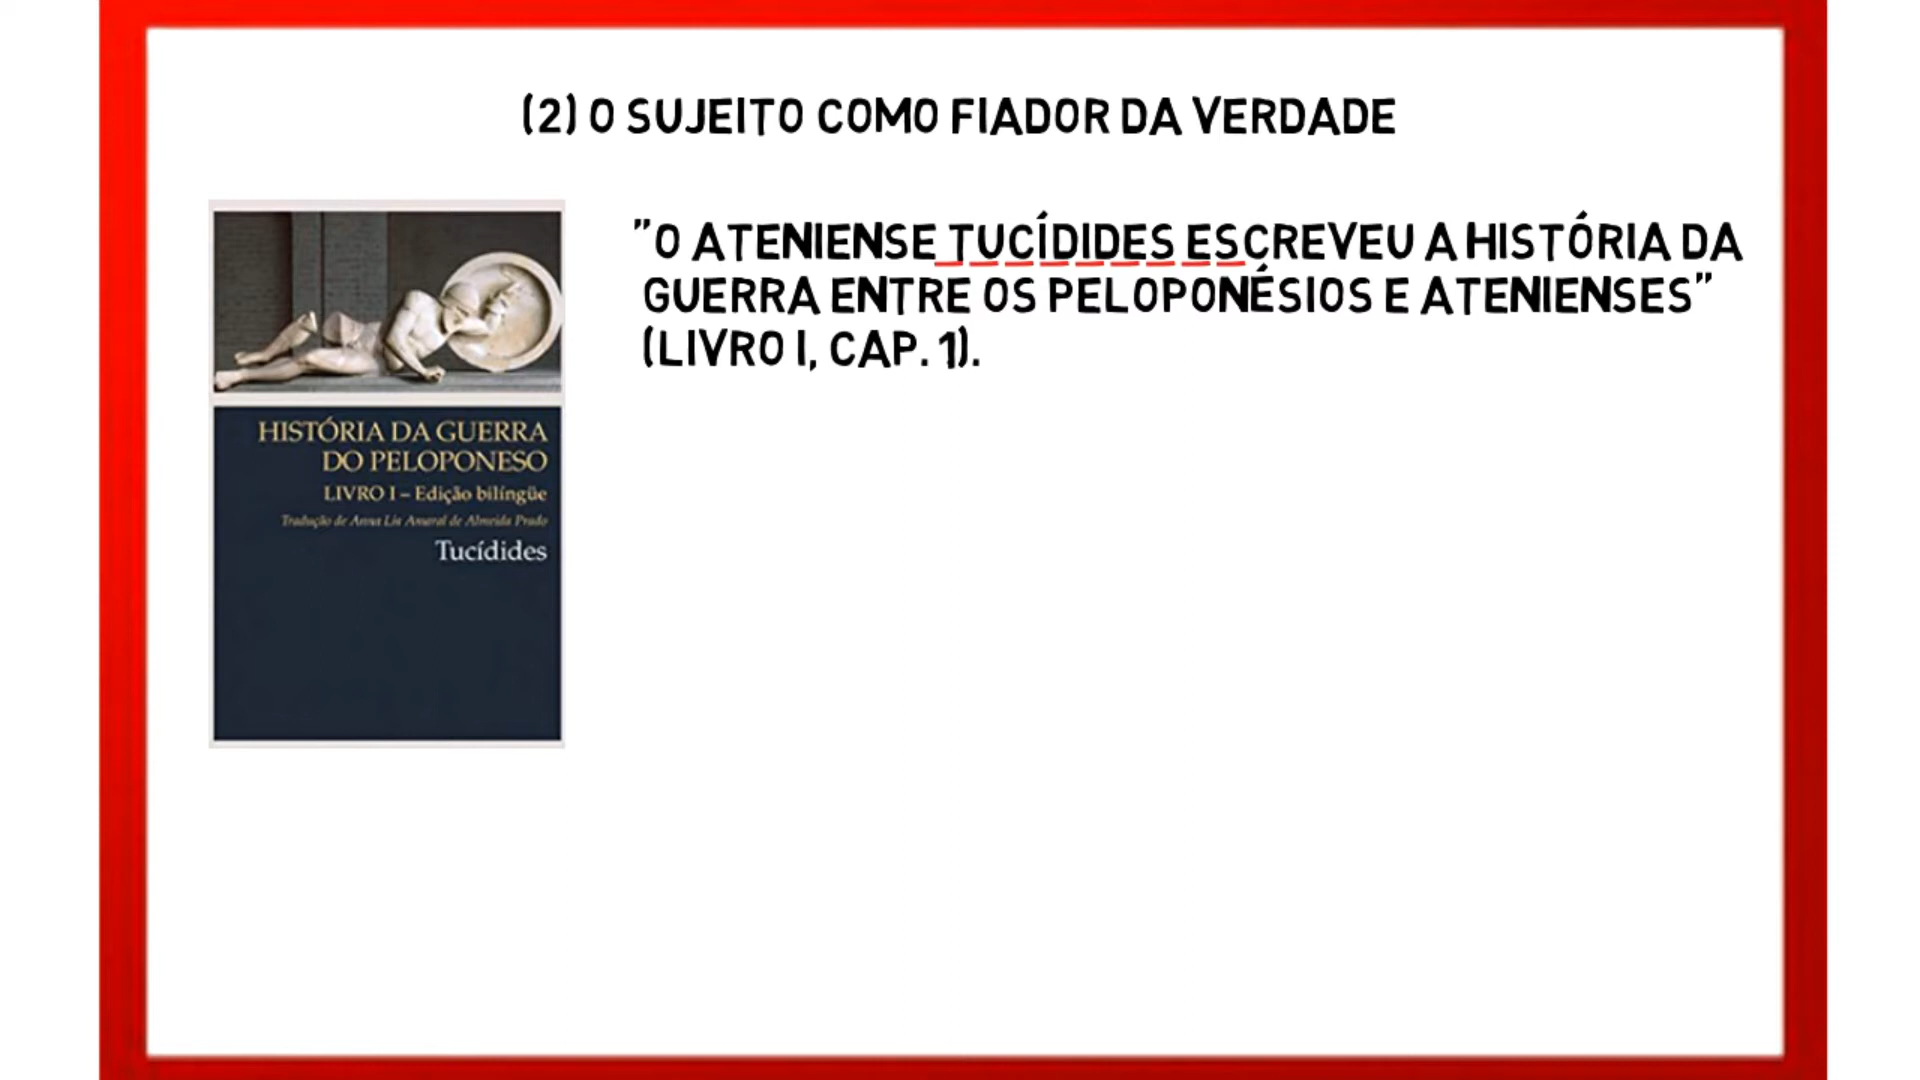 (2) O SUJEITO COMO FIADOR DA VERDADE
"O ATENIENSE TUCÍDIDES ESCREVEU A HISTÓRIA DA
GUERRA ENTRE OS PELOPONÉSIOS E ATENIENSES"
(LIVRO I, CAP. 1).
HISTÓRIA DA GUERRA
DO PELOPONESO
LIVRO I – Edição bilíngüe
Tradução de Anna Lia Amaral de Almeida Prado
Tucídides